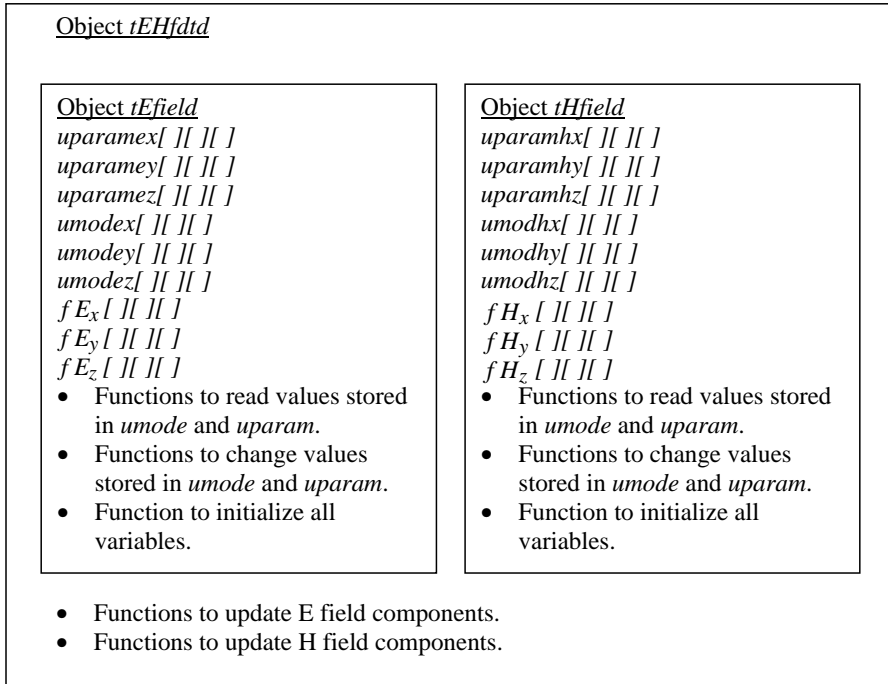 Object tEHfdtd
Object tEfield
uparamex[ ][ ][ ]
uparamey[ ][ ][ ]
uparamez[ ][ ][ ]
umodex[ ][ ][ ]
umodey[ ][ ][ ]
umodez[ ][ ][ ]
f Ex [ ][ ][ ]
f Ey [ ][ ][ ]
f Ez [ ][ ][ ]
• Functions to read values stored
in umode and uparam.
• Functions to change values
stored in umode and uparam.
• Function to initialize all
variables.
Object tHfield
uparamhx[ ][ ][ ]
uparamhy[ ][ ][ ]
uparamhz[ ][ ][ ]
umodhx[ ][ ][ ]
umodhy[ ][ ][ ]
umodhz[ ][ ][ ]
f Hx [ ][ ][ ]
f Hy [ ][ ][ ]
f Hz [ ][ ][ ]
• Functions to read values stored
in umode and uparam.
• Functions to change values
stored in umode and uparam.
• Function to initialize all
variables.
• Functions to update E field components.
• Functions to update H field components.